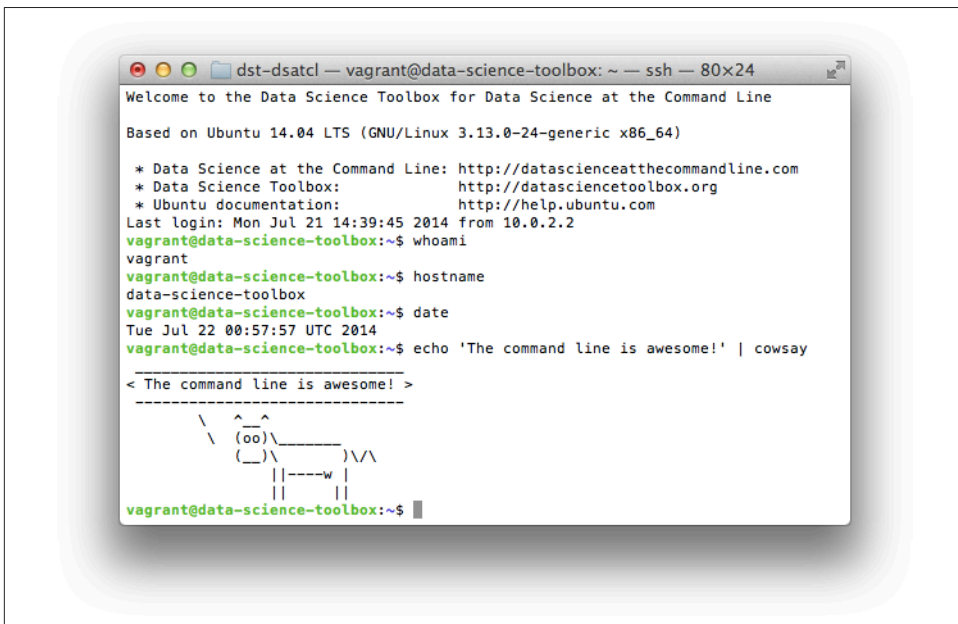 dst-dsatcl — vagrant@data-science-toolbox: ~ — ssh — 80×24
Welcome to the Data Science Toolbox for Data Science at the Command Line
Based on Ubuntu 14.04 LTS (GNU/Linux 3.13.0-24-generic x86_64)
 * Data Science at the Command Line: http://datascienceatthecommandline.com
 * Data Science Toolbox:             http://datasciencetoolbox.org
 * Ubuntu documentation:             http://help.ubuntu.com
Last login: Mon Jul 21 14:39:45 2014 from 10.0.2.2
vagrant@data-science-toolbox:~$ whoami
vagrant
vagrant@data-science-toolbox:~$ hostname
data-science-toolbox
vagrant@data-science-toolbox:~$ date
Tue Jul 22 00:57:57 UTC 2014
vagrant@data-science-toolbox:~$ echo 'The command line is awesome!' | cowsay
 ______________________________
< The command line is awesome! >
 ------------------------------
        \   ^__^
         \  (oo)\_______
            (__)\       )\/\
                ||----w |
                ||     ||
vagrant@data-science-toolbox:~$